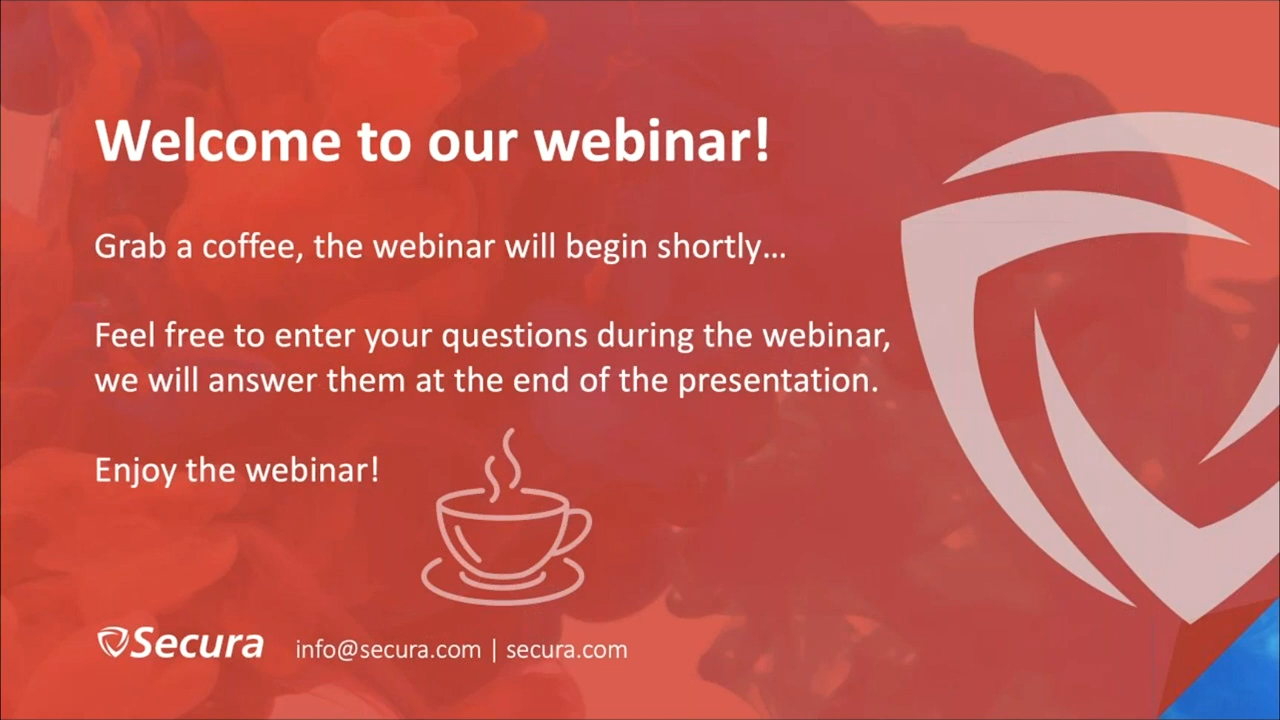 Welcome to our webinar!
Grab a coffee, the webinar will begin shortly...
Feel free to enter your questions during the webinar,
we will answer them at the end of the presentation.
Enjoy the webinar!
Secura info@secura.com | secura.com